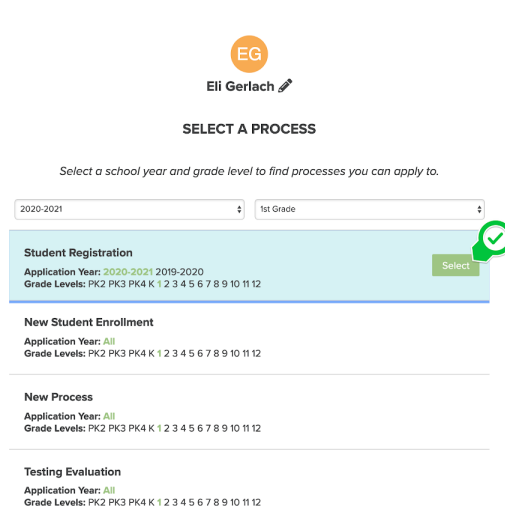 EG
Eli Gerlach
SELECT A PROCESS
Select a school year and grade level to find processes you can apply to.
2020-2021
1st Grade
Student Registration
Application Year: 2020-2021 2019-2020
Grade Levels: PK2 PK3 PK4 K 1 2 3 4 5 6 7 8 9 10 11 12
Select
New Student Enrollment
Application Year: All
Grade Levels: PK2 PK3 PK4 K 1 2 3 4 5 6 7 8 9 10 11 12
New Process
Application Year: All
Grade Levels: PK2 PK3 PK4 K 1 2 3 4 5 6 7 8 9 10 11 12
Testing Evaluation
Application Year: All
Grade Levels: PK2 PK3 PK4 K 1 2 3 4 5 6 7 8 9 10 11 12